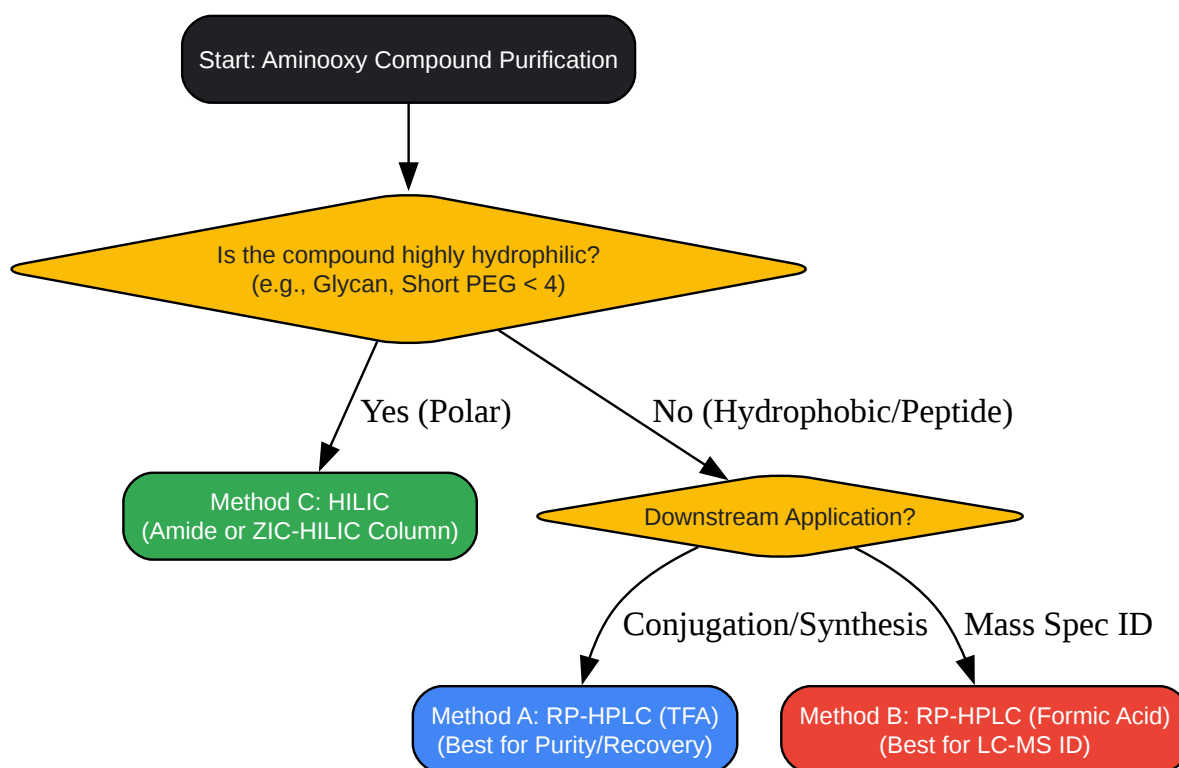 Start: Aminooxy Compound Purification
Is the compound highly hydrophilic?
(e.g., Glycan, Short PEG < 4)
Yes (Polar)
No (Hydrophobic/Peptide)
Method C: HILIC
(Amide or ZIC-HILIC Column)
Downstream Application?
Conjugation/Synthesis
Mass Spec ID
Method A: RP-HPLC (TFA)
(Best for Purity/Recovery)
Method B: RP-HPLC (Formic Acid)
(Best for LC-MS ID)